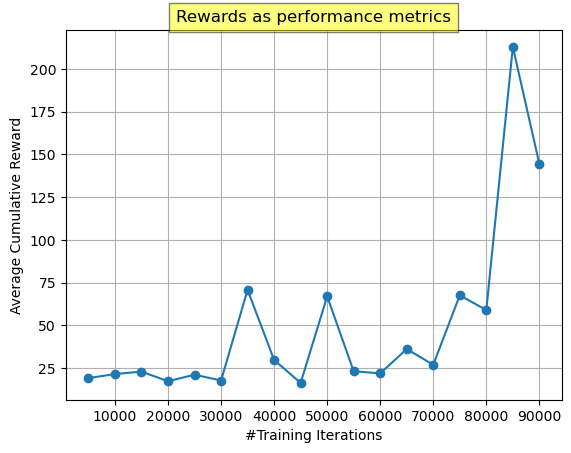 Rewards as performance metrics
200
175
150
125
100
75
50
25
Average Cumulative Reward
10000 20000 30000 40000 50000 60000 70000 80000 90000
#Training Iterations